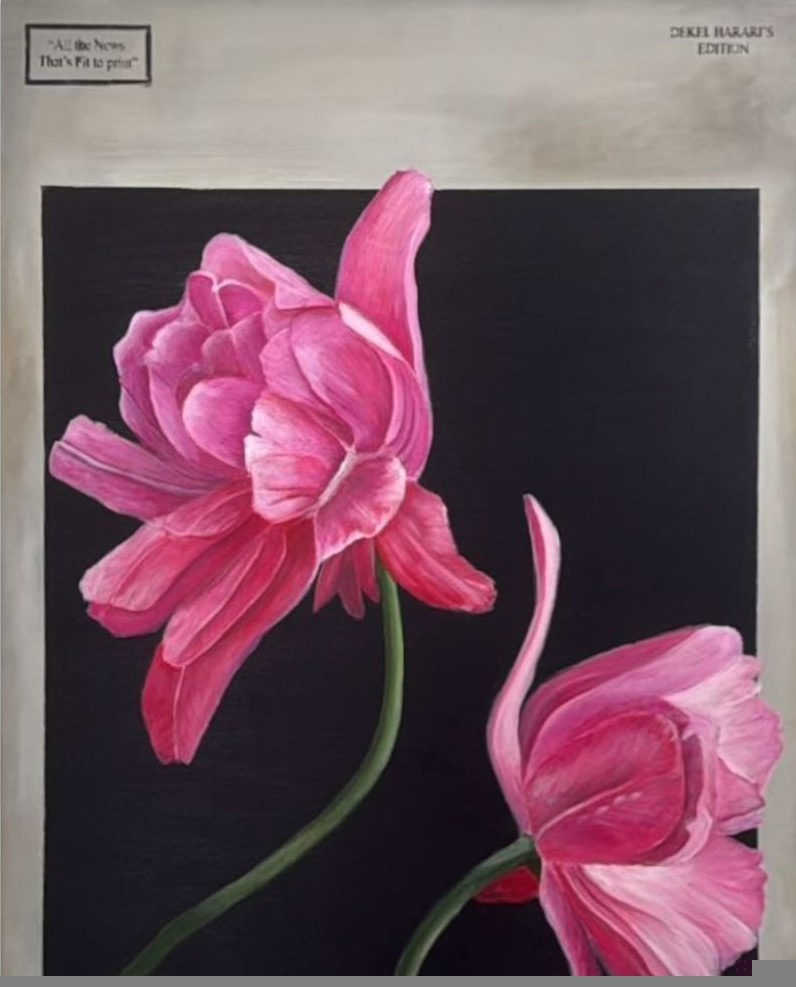 "All the News
That's Fit to print"
DEKEL HARARI'S
EDITION